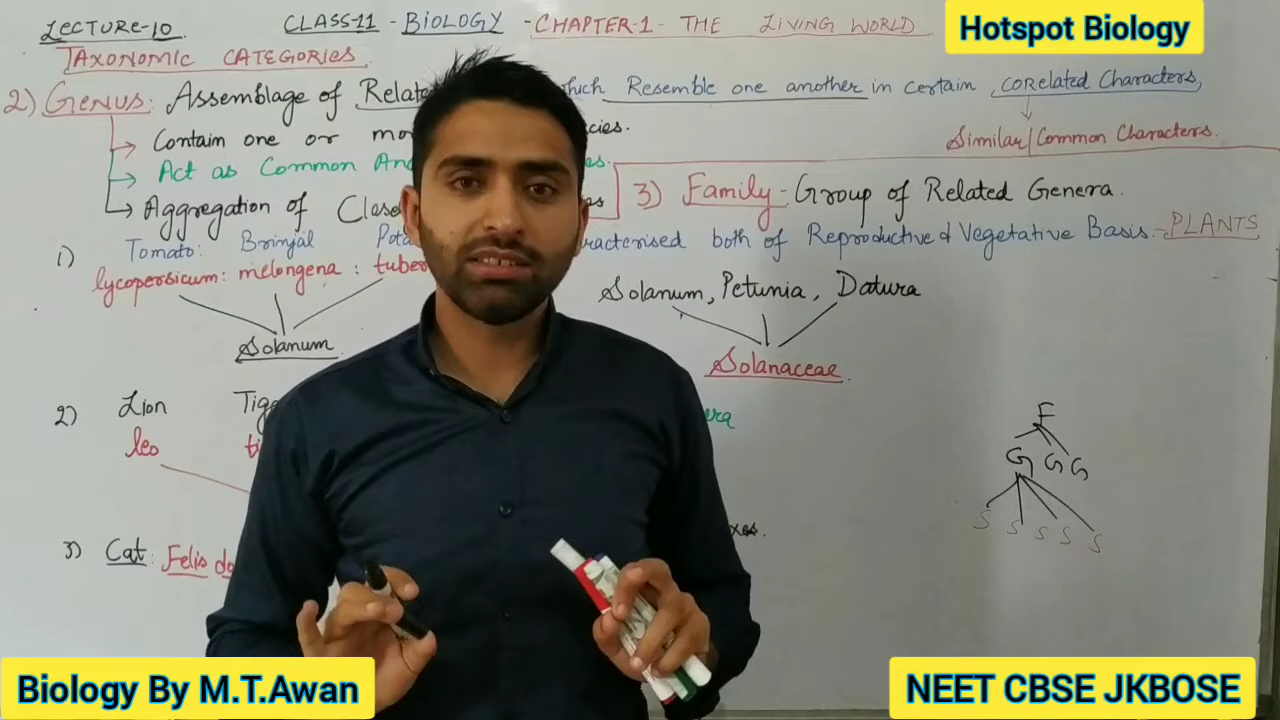 LECTURE-10. CLASS-11 - BIOLOGY - CHAPTER-1 - THE LIVING WORLD
Hotspot Biology
TAXONOMIC CATEGORIES.
2) GENUS: Assemblage of Relate which Resemble one another in certain corelated Characters,
Similar/Common Characters.
Contain one or mo cies.
Act as Common An es.
Aggregation of Close es
3) Family - Group of Related Genera.
racterised both of Reproductive & Vegetative Basis. - PLANTS
1) Tomato: Brinjal Pota
lycopersicum: melongena: tuber
Solanum
Solanum, Petunia, Datura
Solanaceae.
2) Lion Tig
leo ti
era
3) Cat: Felis do
xes.
F
G G G
S S S S S
Biology By M.T.Awan
NEET CBSE JKBOSE